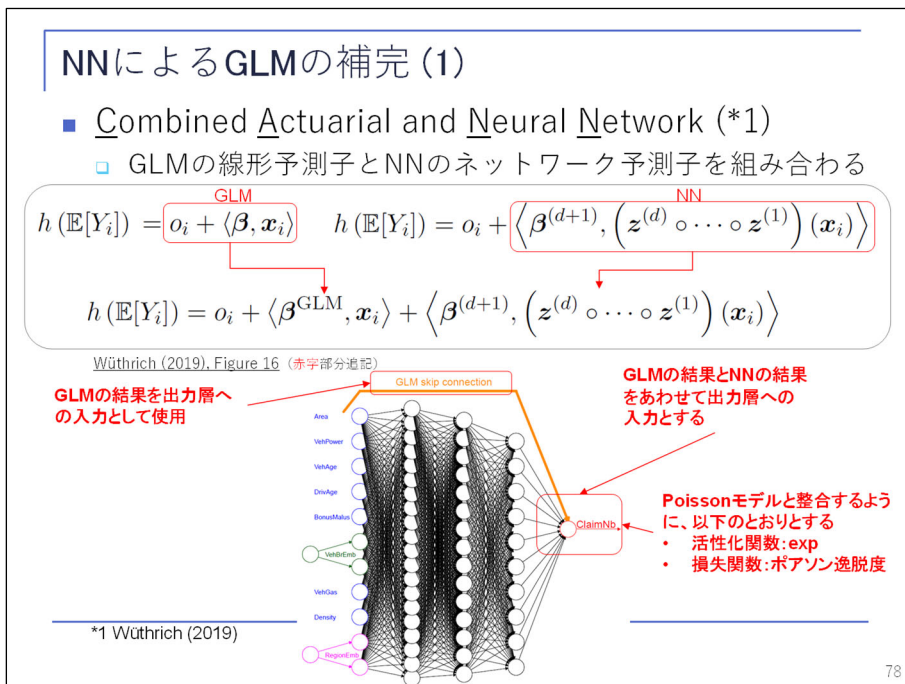 NNによるGLMの補完 (1)
Combined Actuarial and Neural Network (*1)
GLMの線形予測子とNNのネットワーク予測子を組み合わる
GLM
NN
h (𝔼[Y_i]) = o_i + ⟨β, x_i⟩
h (𝔼[Y_i]) = o_i + ⟨β^(d+1), (z^(d) ∘ ⋯ ∘ z^(1)) (x_i)⟩
h (𝔼[Y_i]) = o_i + ⟨β^GLM, x_i⟩ + ⟨β^(d+1), (z^(d) ∘ ⋯ ∘ z^(1)) (x_i)⟩
Wüthrich (2019), Figure 16 (赤字部分追記)
GLMの結果を出力層へ
の入力として使用
GLM skip connection
GLMの結果とNNの結果
をあわせて出力層への
入力とする
Area
VehPower
VehAge
DrivAge
BonusMalus
VehBrEmb
VehGas
Density
RegionEmb
ClaimNb
Poissonモデルと整合するよう
に、以下のとおりとする
• 活性化関数:exp
• 損失関数:ポアソン逸脱度
*1 Wüthrich (2019)
78